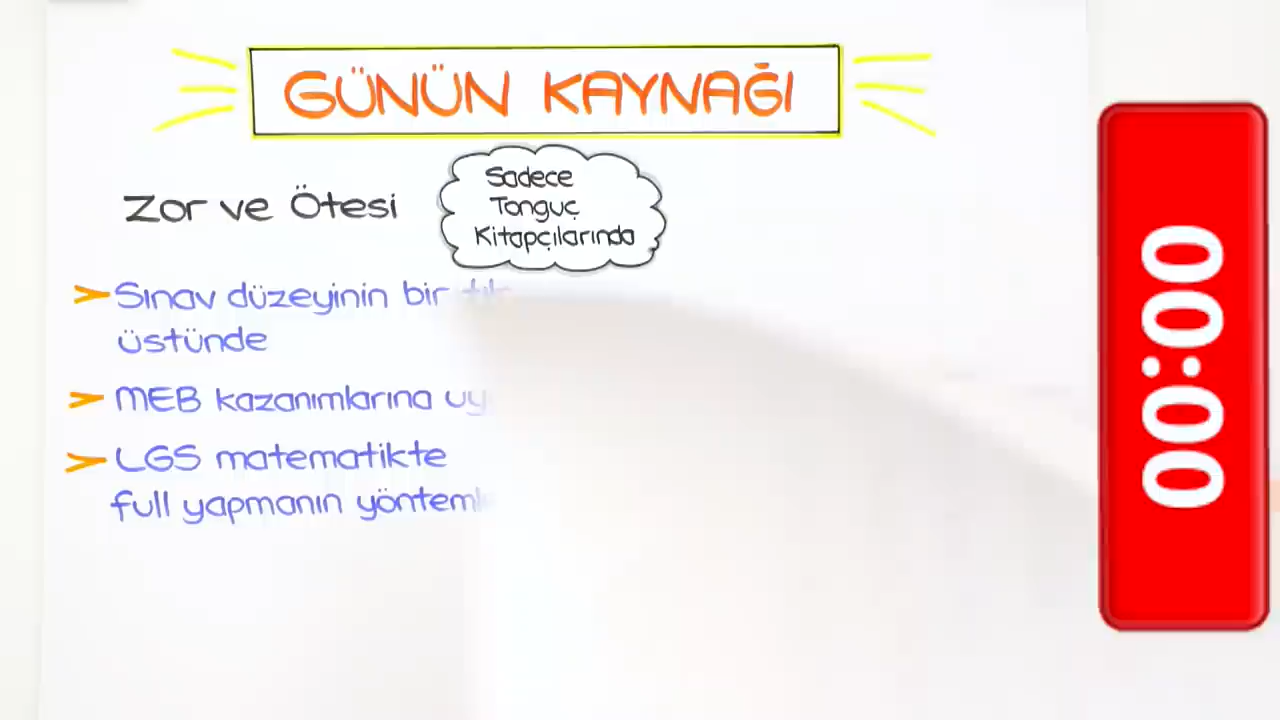 GÜNÜN KAYNAĞI
Zor ve Ötesi
Sadece
Tonguç
Kitapçılarında
➤ Sınav düzeyinin bir tık
üstünde
➤ MEB kazanımlarına
➤ LGS matematikte
full yapmanın
00:00